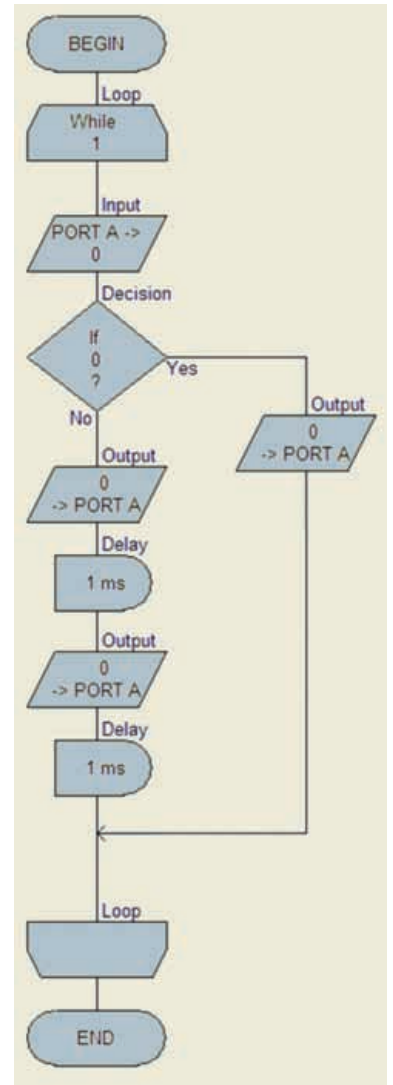 BEGIN
Loop
While
1
Input
PORT A ->
0
Decision
If
0
?
Yes
No
Output
0
-> PORT A
Output
0
-> PORT A
Delay
1 ms
Output
0
-> PORT A
Delay
1 ms
Loop
END